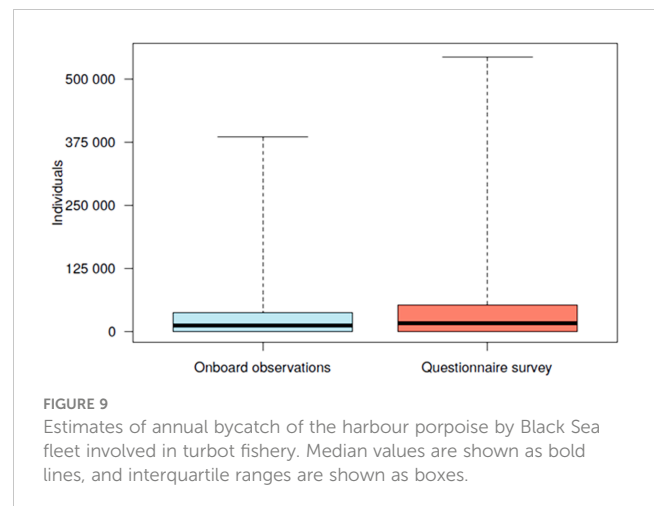 500 000
375 000
250 000
125 000
0
Individuals
Onboard observations Questionnaire survey
FIGURE 9
Estimates of annual bycatch of the harbour porpoise by Black Sea
fleet involved in turbot fishery. Median values are shown as bold
lines, and interquartile ranges are shown as boxes.